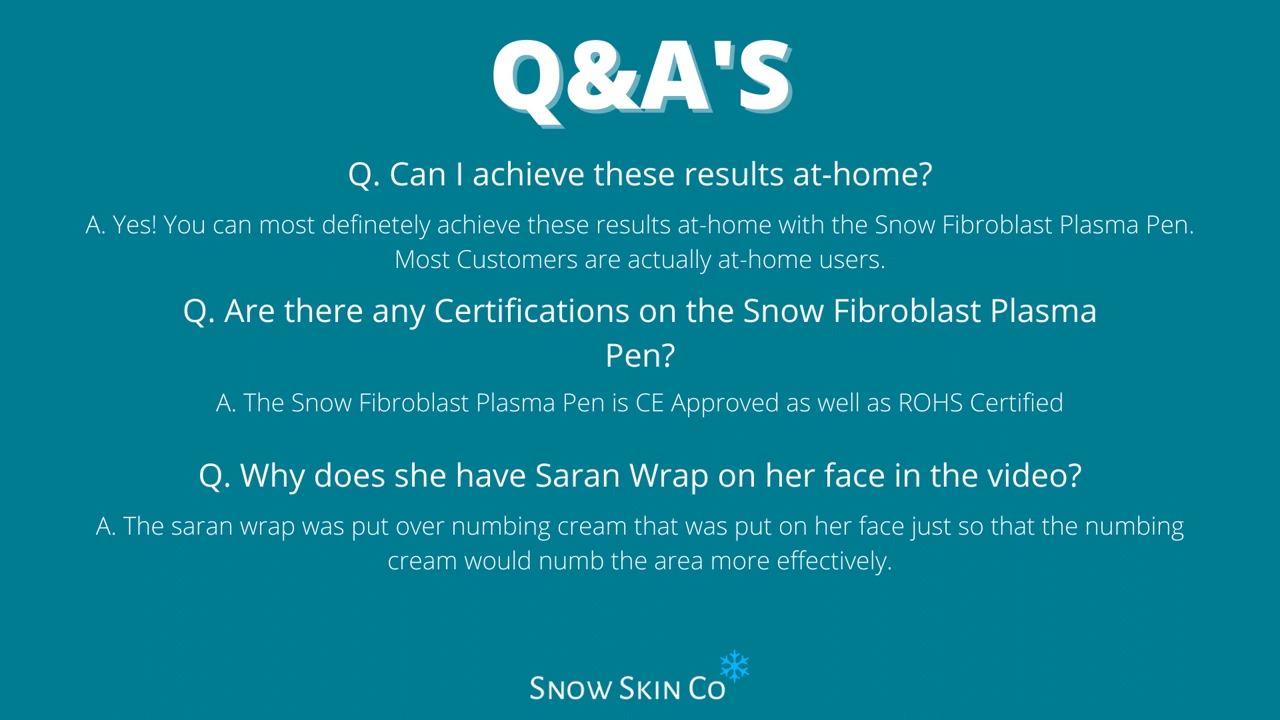 Q&A'S
Q. Can I achieve these results at-home?
A. Yes! You can most definetely achieve these results at-home with the Snow Fibroblast Plasma Pen.
Most Customers are actually at-home users.
Q. Are there any Certifications on the Snow Fibroblast Plasma
Pen?
A. The Snow Fibroblast Plasma Pen is CE Approved as well as ROHS Certified
Q. Why does she have Saran Wrap on her face in the video?
A. The saran wrap was put over numbing cream that was put on her face just so that the numbing
cream would numb the area more effectively.
Snow Skin Co